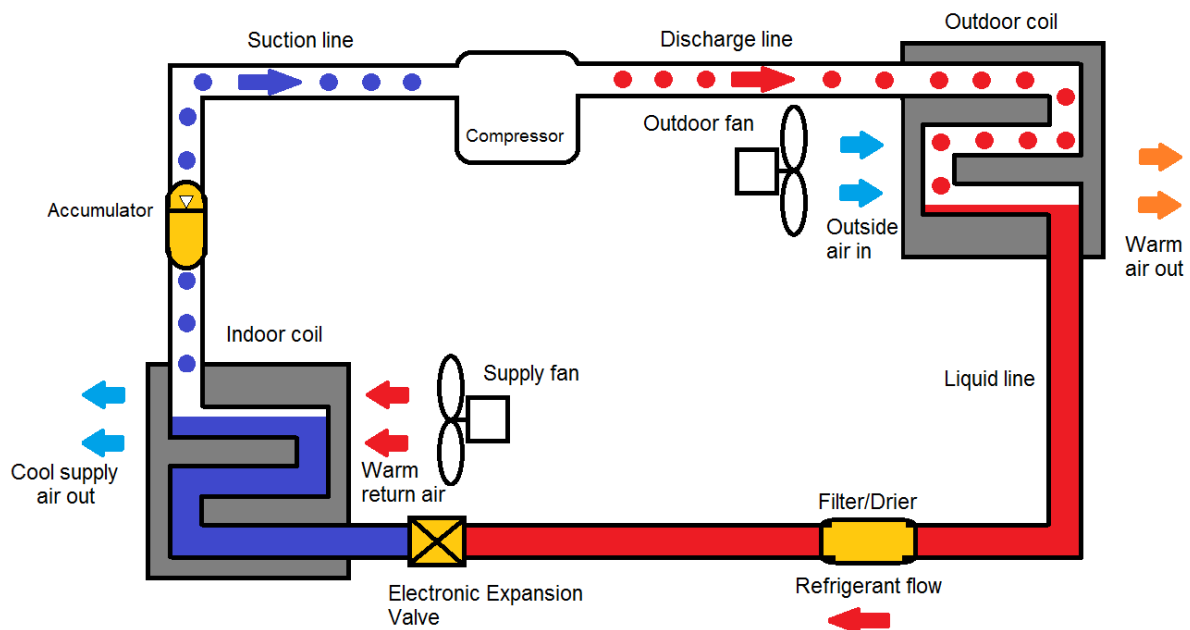 Suction line
Discharge line
Outdoor coil
Compressor
Outdoor fan
Accumulator
Outside
air in
Warm
air out
Indoor coil
Supply fan
Liquid line
Cool supply
air out
Warm
return air
Filter/Drier
Electronic Expansion
Valve
Refrigerant flow